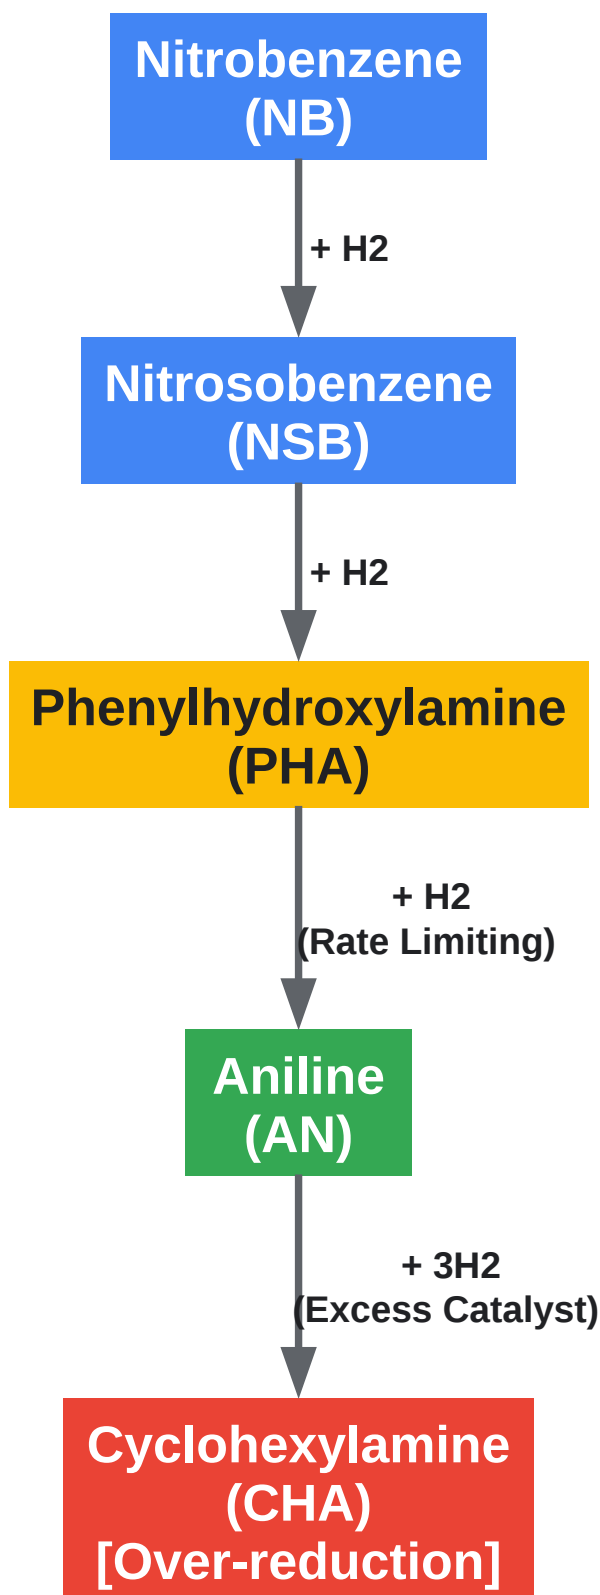 Nitrobenzene
(NB)
+ H2
Nitrosobenzene
(NSB)
+ H2
Phenylhydroxylamine
(PHA)
+ H2
(Rate Limiting)
Aniline
(AN)
+ 3H2
(Excess Catalyst)
Cyclohexylamine
(CHA)
[Over-reduction]